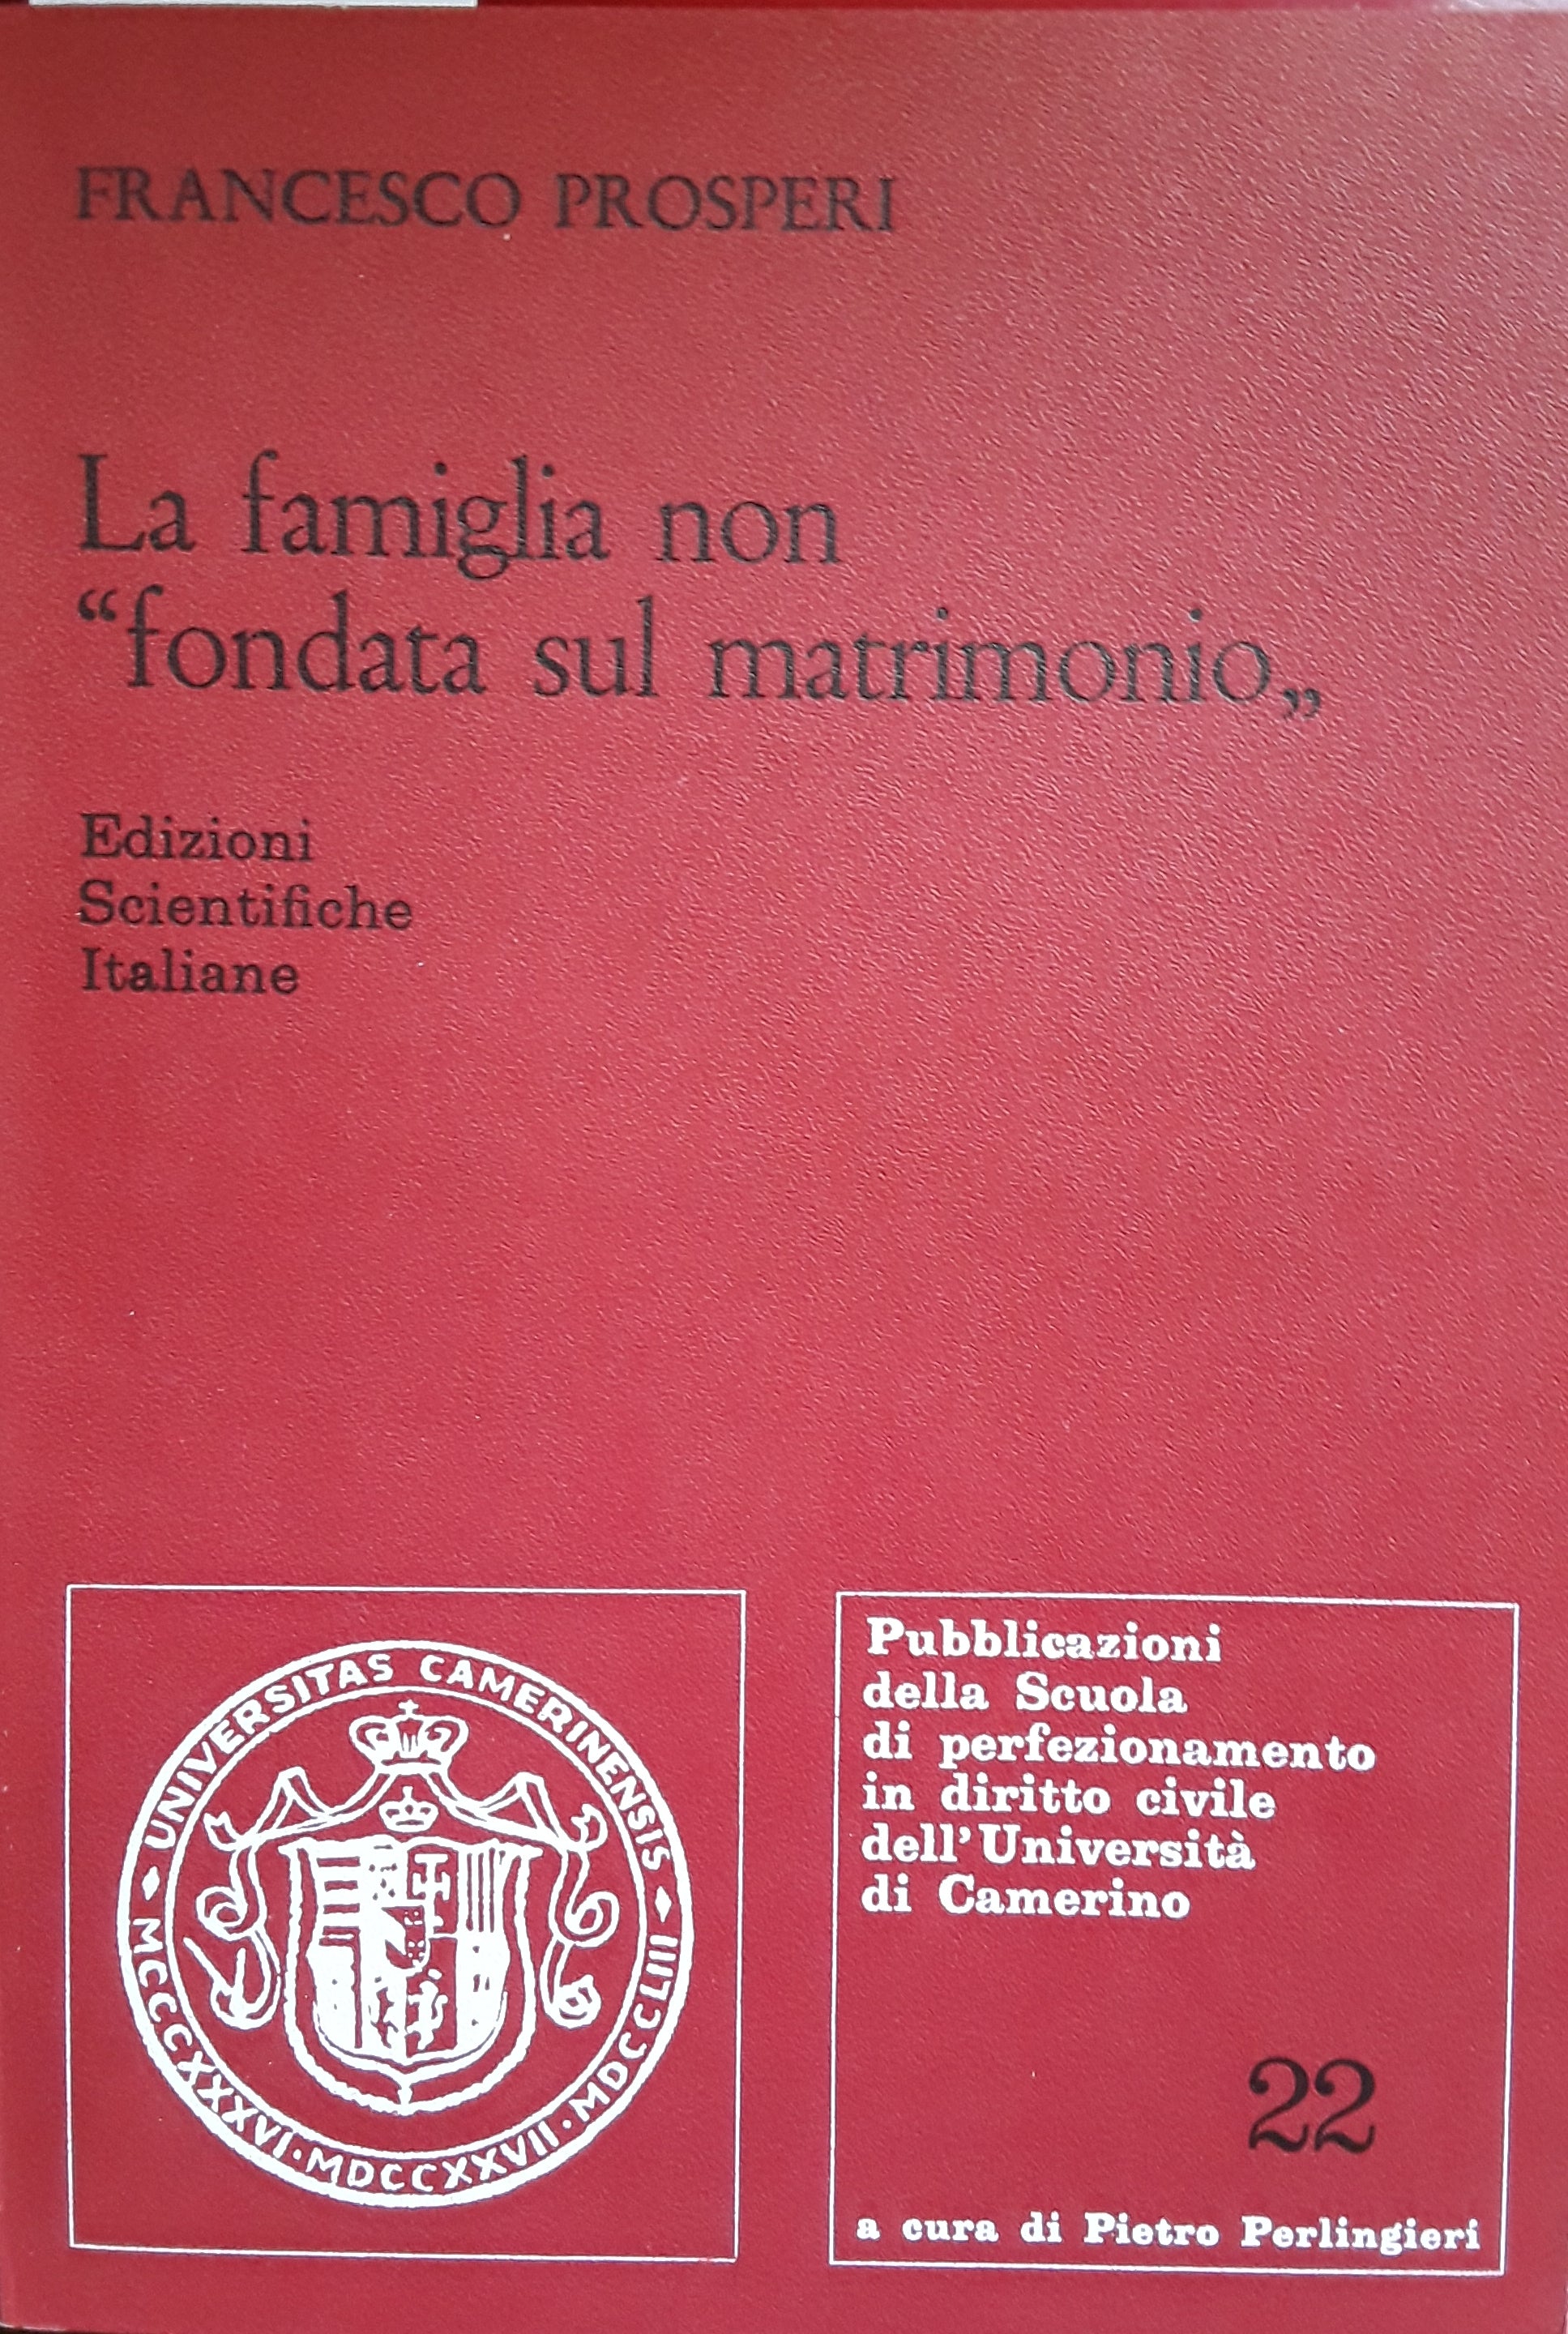 FRANCESCO PROSPERI
La famiglia non
“fondata sul matrimonio„
Edizioni
Scientifiche
Italiane
UNIVERSITAS CAMERINENSIS
MCCCXXXVI · MDCCXXVII · MDCCLIII
Pubblicazioni
della Scuola
di perfezionamento
in diritto civile
dell'Università
di Camerino
22
a cura di Pietro Perlingieri